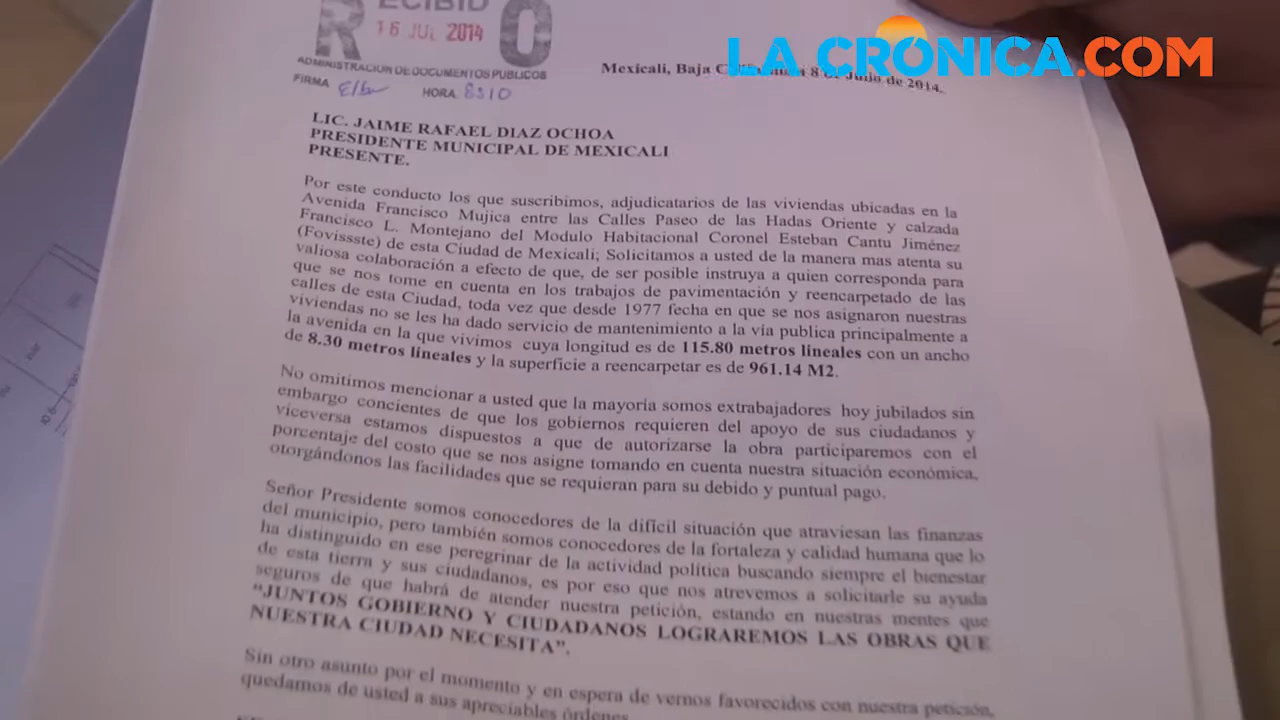 RECIBIDO
16 JUL 2014
ADMINISTRACION DE DOCUMENTOS PUBLICOS
FIRMA
HORA 8:10
LA CRÓNICA.COM
Mexicali, Baja 8 de Julio de 2014.
LIC. JAIME RAFAEL DIAZ OCHOA
PRESIDENTE MUNICIPAL DE MEXICALI
PRESENTE.
Por este conducto los que suscribimos, adjudicatarios de las viviendas ubicadas en la
Avenida Francisco Mujica entre las Calles Paseo de las Hadas Oriente y calzada
Francisco L. Montejano del Modulo Habitacional Coronel Esteban Cantu Jiménez
(Fovissste) de esta Ciudad de Mexicali; Solicitamos a usted de la manera mas atenta su
valiosa colaboración a efecto de que, de ser posible instruya a quien corresponda para
que se nos tome en cuenta en los trabajos de pavimentación y reencarpetado de las
calles de esta Ciudad, toda vez que desde 1977 fecha en que se nos asignaron nuestras
viviendas no se les ha dado servicio de mantenimiento a la vía publica principalmente a
la avenida en la que vivimos cuya longitud es de 115.80 metros lineales con un ancho
de 8.30 metros lineales y la superficie a reencarpetar es de 961.14 M2.
No omitimos mencionar a usted que la mayoría somos extrabajadores hoy jubilados sin
embargo concientes de que los gobiernos requieren del apoyo de sus ciudadanos y
viceversa estamos dispuestos a que de autorizarse la obra participaremos con el
porcentaje del costo que se nos asigne tomando en cuenta nuestra situación económica,
otorgándonos las facilidades que se requieran para su debido y puntual pago.
Señor Presidente somos conocedores de la difícil situación que atraviesan las finanzas
del municipio, pero también somos conocedores de la fortaleza y calidad humana que lo
ha distinguido en ese peregrinar de la actividad política buscando siempre el bienestar
de esta tierra y sus ciudadanos, es por eso que nos atrevemos a solicitarle su ayuda
seguros de que habrá de atender nuestra petición, estando en nuestras mentes que
"JUNTOS GOBIERNO Y CIUDADANOS LOGRAREMOS LAS OBRAS QUE
NUESTRA CIUDAD NECESITA".
Sin otro asunto por el momento y en espera de vernos favorecidos con nuestra petición,
quedamos de usted a sus apreciables órdenes